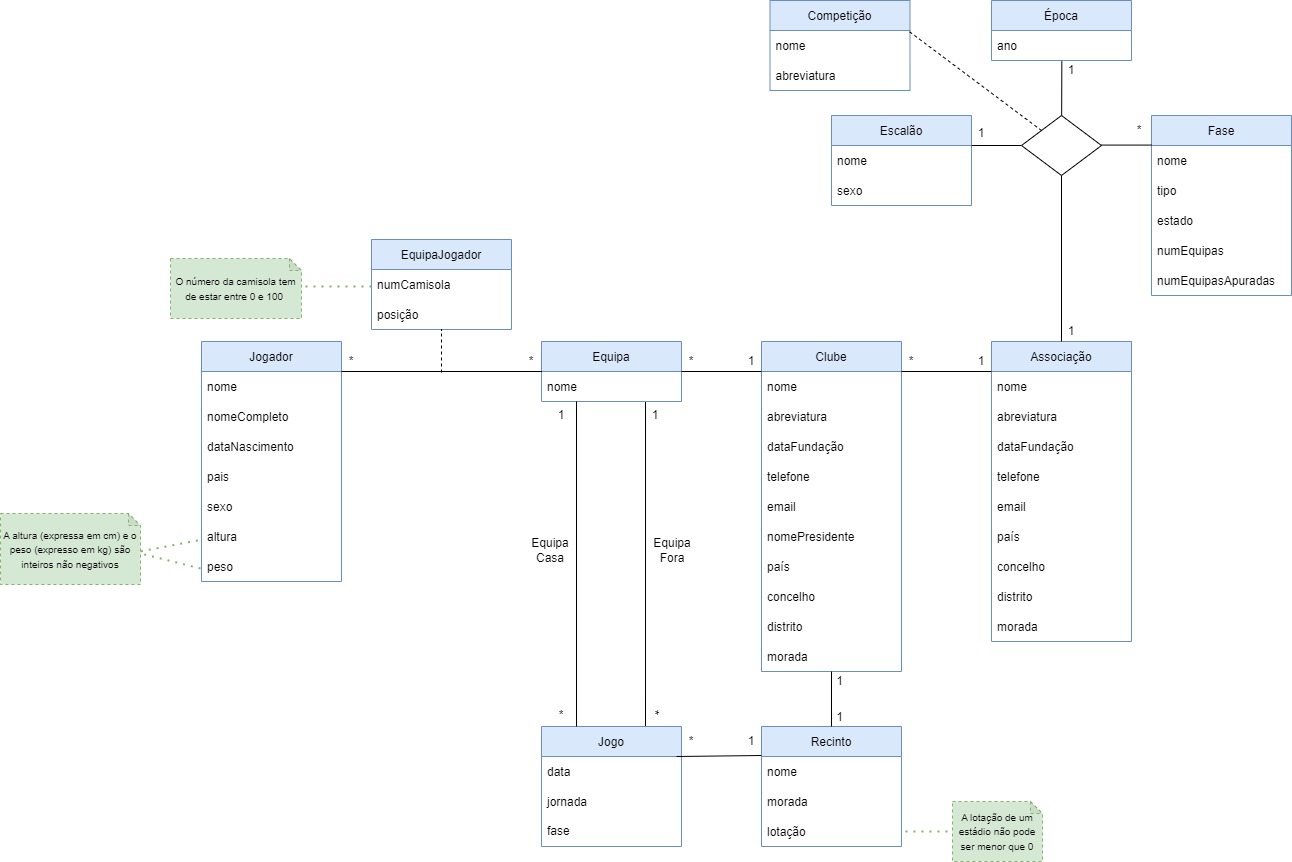 Competição
nome
abreviatura
Época
ano
1
Escalão
nome
sexo
1
*
Fase
nome
tipo
estado
numEquipas
numEquipasApuradas
1
EquipaJogador
numCamisola
posição
O número da camisola tem
de estar entre 0 e 100
Jogador
nome
nomeCompleto
dataNascimento
pais
sexo
altura
peso
*
*
A altura (expressa em cm) e o
peso (expresso em kg) são
inteiros não negativos
Equipa
nome
*
1
1
1
Equipa
Casa
Equipa
Fora
*
*
Clube
nome
abreviatura
dataFundação
telefone
email
nomePresidente
país
concelho
distrito
morada
*
1
Associação
nome
abreviatura
dataFundação
telefone
email
país
concelho
distrito
morada
1
1
Jogo
data
jornada
fase
*
1
Recinto
nome
morada
lotação
A lotação de um
estádio não pode
ser menor que 0